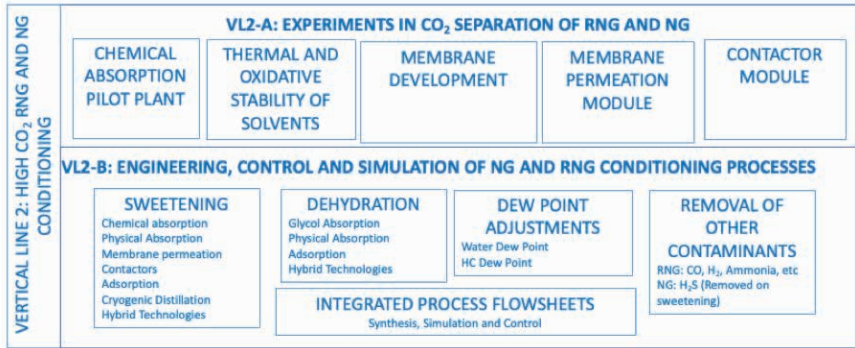 VERTICAL LINE 2: HIGH CO₂ RNG AND NG
CONDITIONING
VL2-A: EXPERIMENTS IN CO₂ SEPARATION OF RNG AND NG
CHEMICAL
ABSORPTION
PILOT PLANT
THERMAL AND
OXIDATIVE
STABILITY OF
SOLVENTS
MEMBRANE
DEVELOPMENT
MEMBRANE
PERMEATION
MODULE
CONTACTOR
MODULE
VL2-B: ENGINEERING, CONTROL AND SIMULATION OF NG AND RNG CONDITIONING PROCESSES
SWEETENING
Chemical absorption
Physical Absorption
Membrane permeation
Contactors
Adsorption
Cryogenic Distillation
Hybrid Technologies
DEHYDRATION
Glycol Absorption
Physical Absorption
Adsorption
Hybrid Technologies
DEW POINT
ADJUSTMENTS
Water Dew Point
HC Dew Point
REMOVAL OF
OTHER
CONTAMINANTS
RNG: CO, H₂, Ammonia, etc
NG: H₂S (Removed on
sweetening)
INTEGRATED PROCESS FLOWSHEETS
Synthesis, Simulation and Control